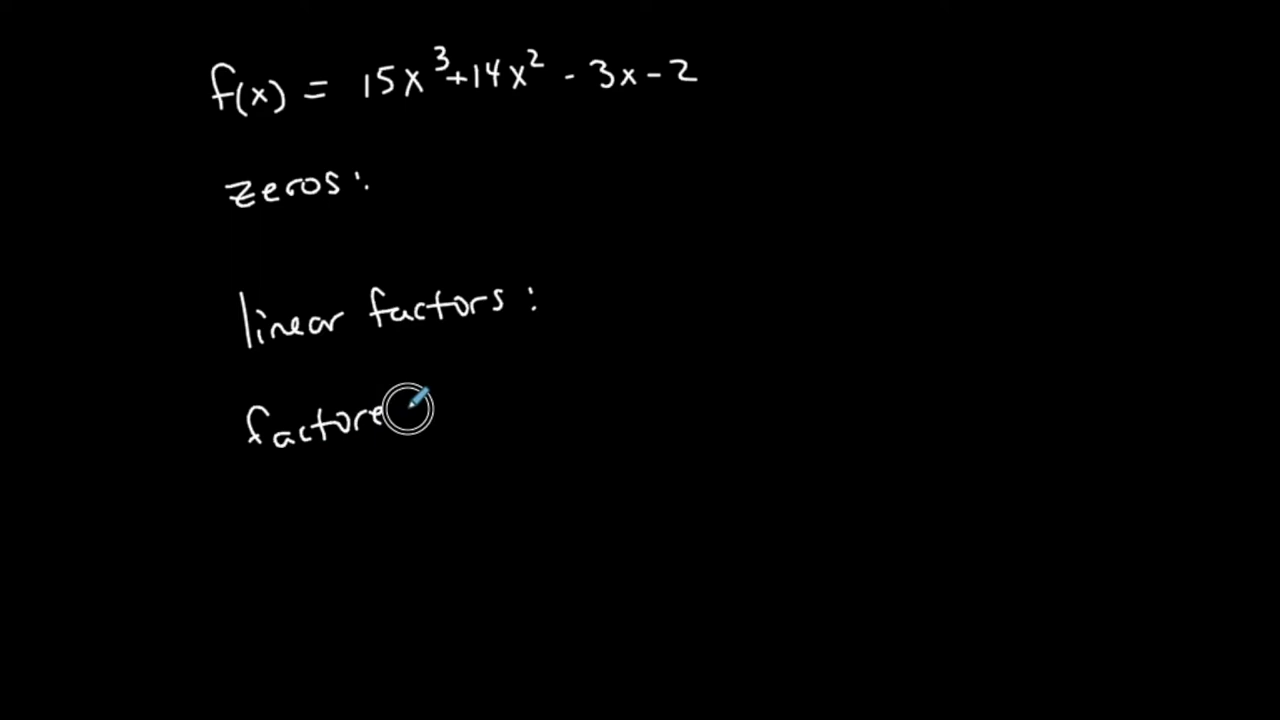 f(x) = 15x³+14x² - 3x - 2
zeros:
linear factors:
factore